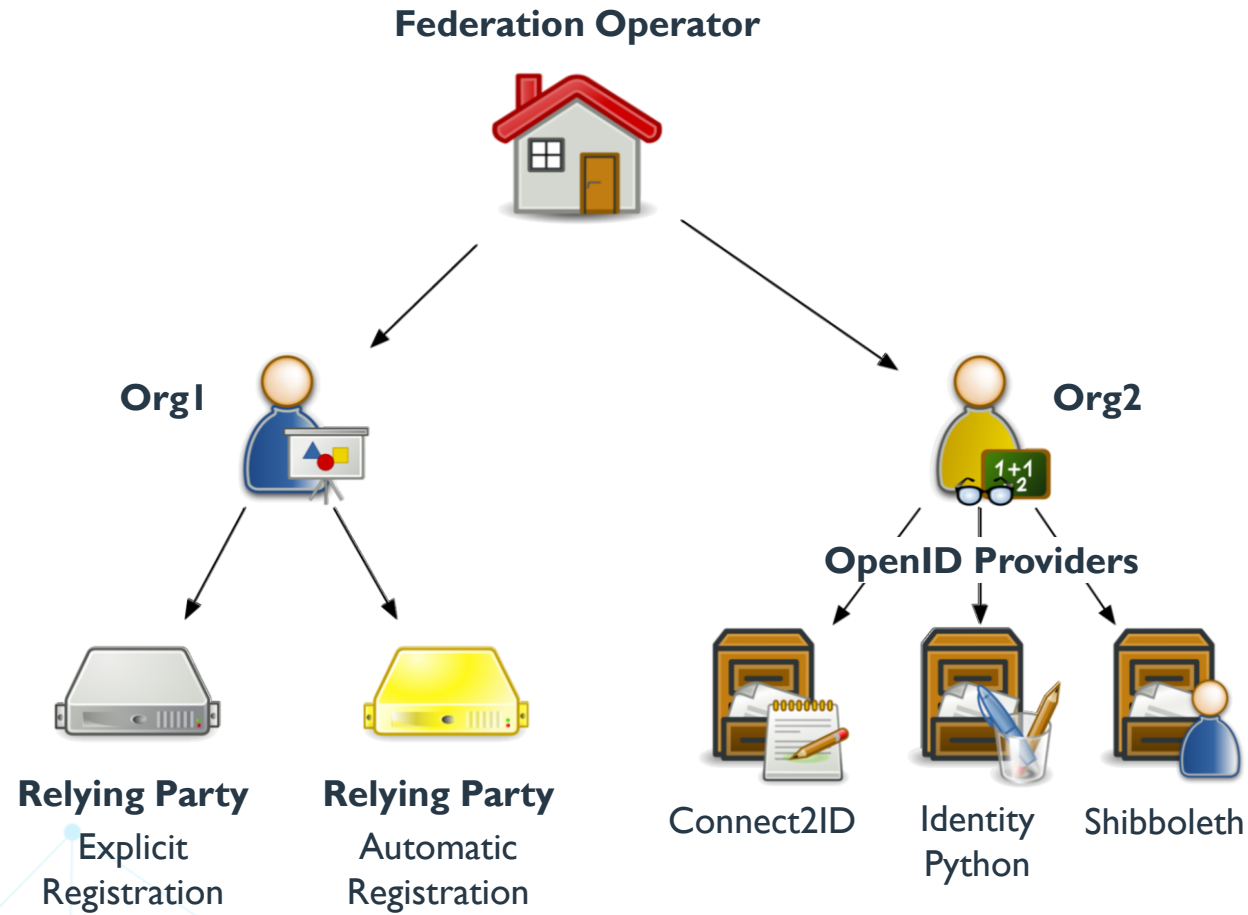 Federation Operator
Org1
Org2
1+1
2
OpenID Providers
Relying Party
Explicit
Registration
Relying Party
Automatic
Registration
Connect2ID
Identity
Python
Shibboleth